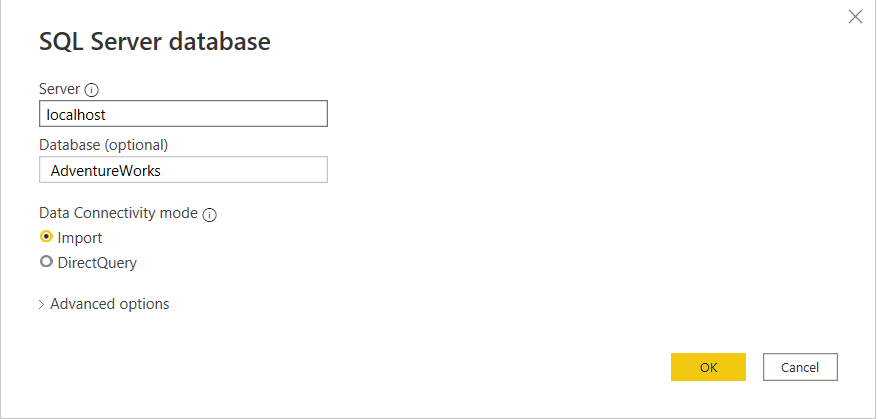 SQL Server database
Server
localhost
Database (optional)
AdventureWorks
Data Connectivity mode
Import
DirectQuery
Advanced options
OK Cancel